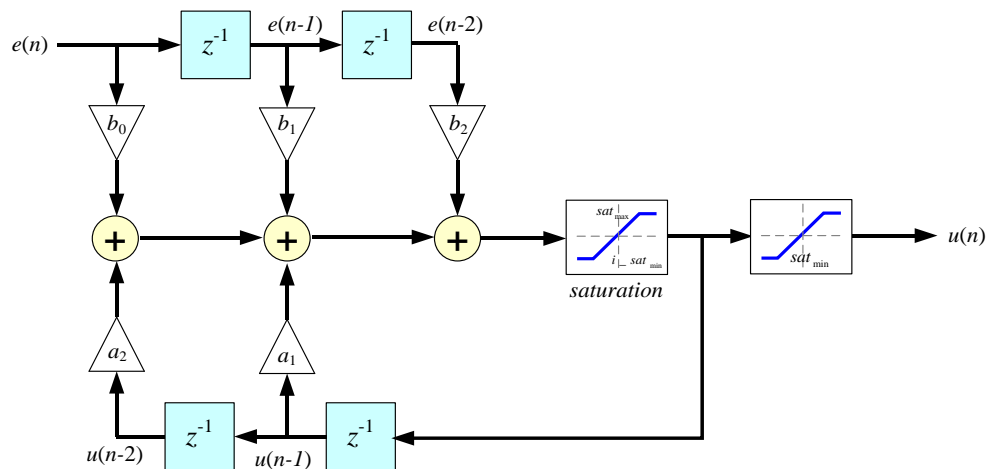 e(n)
z-1
e(n-1)
z-1
e(n-2)
b0
b1
b2
+
+
+
sat max
i_sat min
saturation
sat min
u(n)
a2
a1
u(n-2)
z-1
u(n-1)
z-1